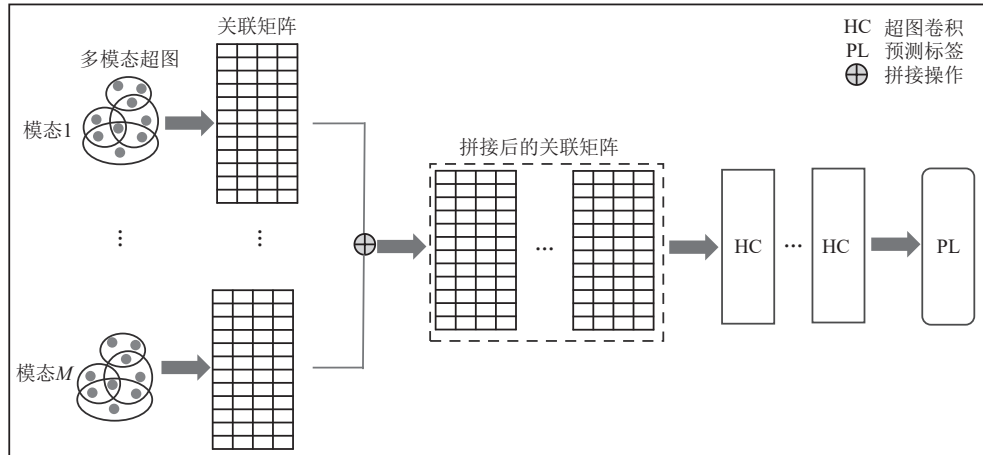 关联矩阵
多模态超图
模态1
HC 超图卷积
PL 预测标签
拼接操作
拼接后的关联矩阵
⋮
⋮
...
HC
...
HC
PL
模态M